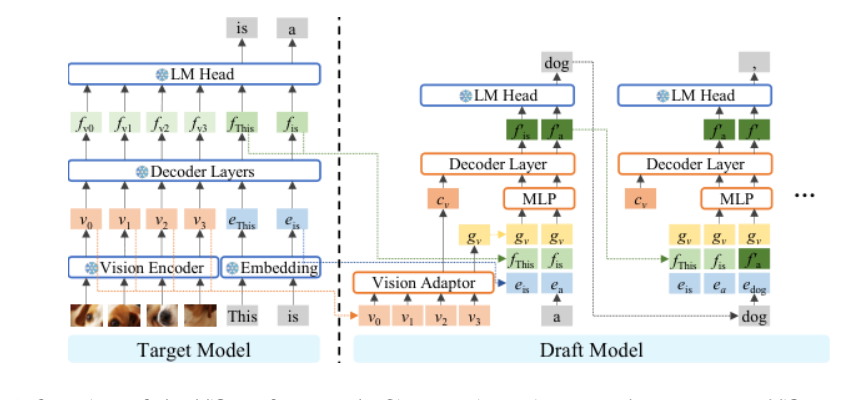 is a
LM Head
f_v0 f_v1 f_v2 f_v3 f_This f_is
Decoder Layers
v_0 v_1 v_2 v_3 e_This e_is
Vision Encoder Embedding
This is
Target Model
dog
LM Head
f'_is f'_a
Decoder Layer
c_v MLP
g_v g_v g_v
f_This f_is
Vision Adaptor e_is e_a
v_0 v_1 v_2 v_3 a
,
LM Head
f'_a f'_,
Decoder Layer
c_v MLP
...
g_v g_v g_v
f_This f_is f'_a
e_is e_a e_dog
dog
Draft Model